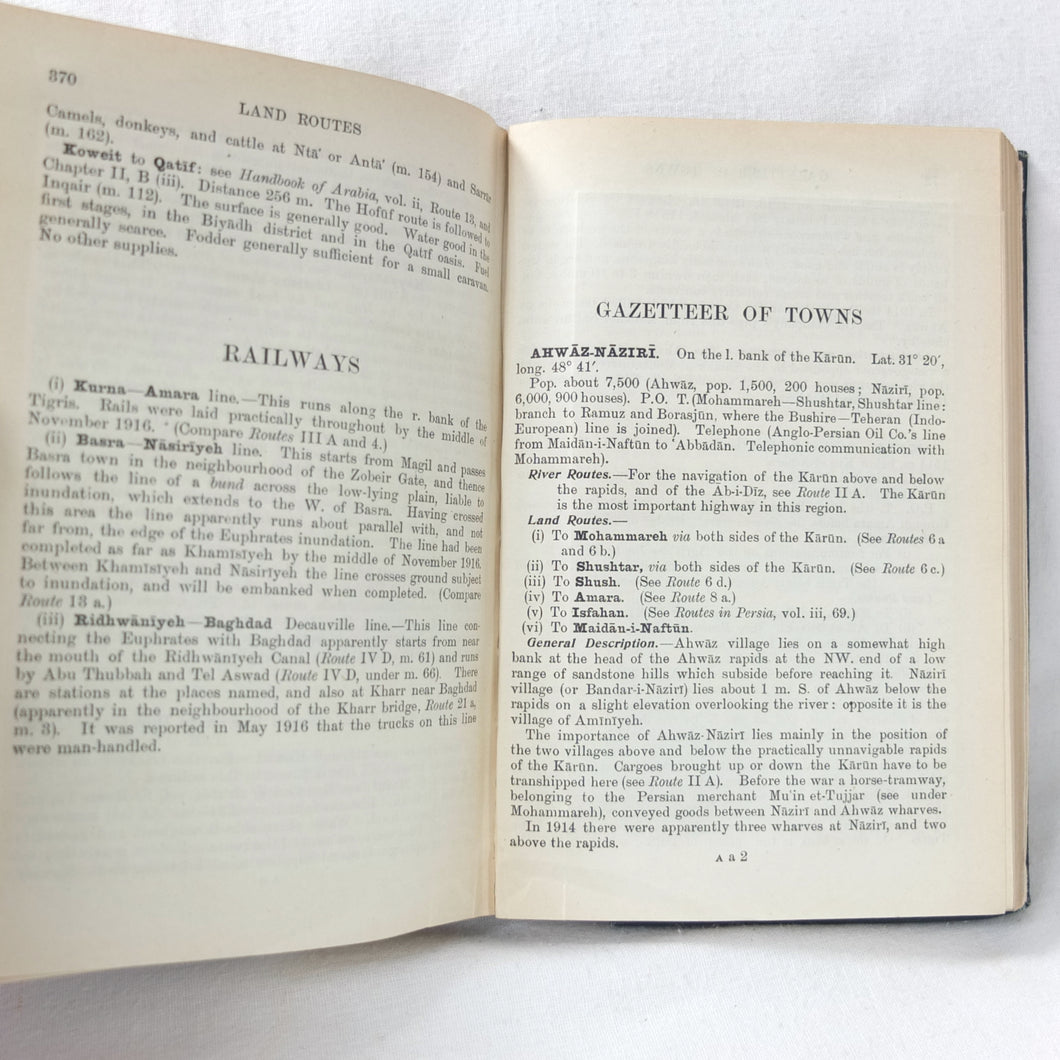 370
LAND ROUTES
Camels, donkeys, and cattle at Ntā' or Antā' (m. 154) and Sarrār
(m. 162).
Koweit to Qatīf: see Handbook of Arabia, vol. ii, Route 13, and
Chapter II, B (iii). Distance 256 m. The Hofūf route is followed to
Inqair (m. 112). The surface is generally good. Water good in the
first stages, in the Biyādh district and in the Qatīf oasis. Fuel
generally scarce. Fodder generally sufficient for a small caravan.
No other supplies.
RAILWAYS
(i) Kurna—Amara line.—This runs along the r. bank of the
Tigris. Rails were laid practically throughout by the middle of
November 1916. (Compare Routes III A and 4.)
(ii) Basra—Nāsirīyeh line. This starts from Magil and passes
Basra town in the neighbourhood of the Zobeir Gate, and thence
follows the line of a bund across the low-lying plain, liable to
inundation, which extends to the W. of Basra. Having crossed
this area the line apparently runs about parallel with, and not
far from, the edge of the Euphrates inundation. The line had been
completed as far as Khamisīyeh by the middle of November 1916.
Between Khamisīyeh and Nāsirīyeh the line crosses ground subject
to inundation, and will be embanked when completed. (Compare
Route 13 a.)
(iii) Ridhwānīyeh—Baghdad Decauville line.—This line con-
necting the Euphrates with Baghdad apparently starts from near
the mouth of the Ridhwānīyeh Canal (Route IV D, m. 61) and runs
by Abu Thubbah and Tel Aswad (Route IV D, under m. 66). There
are stations at the places named, and also at Kharr near Baghdad
(apparently in the neighbourhood of the Kharr bridge, Route 21 a,
m. 3). It was reported in May 1916 that the trucks on this line
were man-handled.
GAZETTEER OF TOWNS
AHWĀZ-NĀZIRĪ. On the l. bank of the Kārūn. Lat. 31° 20′,
long. 48° 41′.
Pop. about 7,500 (Ahwāz, pop. 1,500, 200 houses; Nāzirī, pop.
6,000, 900 houses). P.O. T. (Mohammareh—Shushtar, Shushtar line:
branch to Ramuz and Borasjūn, where the Bushire—Teheran (Indo-
European) line is joined). Telephone (Anglo-Persian Oil Co.'s line
from Maidān-i-Naftūn to 'Abbādān. Telephonic communication with
Mohammareh).
River Routes.—For the navigation of the Kārūn above and below
the rapids, and of the Ab-i-Dīz, see Route II A. The Kārūn
is the most important highway in this region.
Land Routes.—
(i) To Mohammareh via both sides of the Kārūn. (See Routes 6 a
and 6 b.)
(ii) To Shushtar, via both sides of the Kārūn. (See Route 6 c.)
(iii) To Shush. (See Route 6 d.)
(iv) To Amara. (See Route 8 a.)
(v) To Isfahan. (See Routes in Persia, vol. iii, 69.)
(vi) To Maidān-i-Naftūn.
General Description.—Ahwāz village lies on a somewhat high
bank at the head of the Ahwāz rapids at the NW. end of a low
range of sandstone hills which subside before reaching it. Nāzirī
village (or Bandar-i-Nāzirī) lies about 1 m. S. of Ahwāz below the
rapids on a slight elevation overlooking the river: opposite it is the
village of Amīnīyeh.
The importance of Ahwāz-Nāzirī lies mainly in the position of
the two villages above and below the practically unnavigable rapids
of the Kārūn. Cargoes brought up or down the Kārūn have to be
transhipped here (see Route II A). Before the war a horse-tramway,
belonging to the Persian merchant Mu'in et-Tujjar (see under
Mohammareh), conveyed goods between Nāzirī and Ahwāz wharves.
In 1914 there were apparently three wharves at Nāzirī, and two
above the rapids.
A a 2